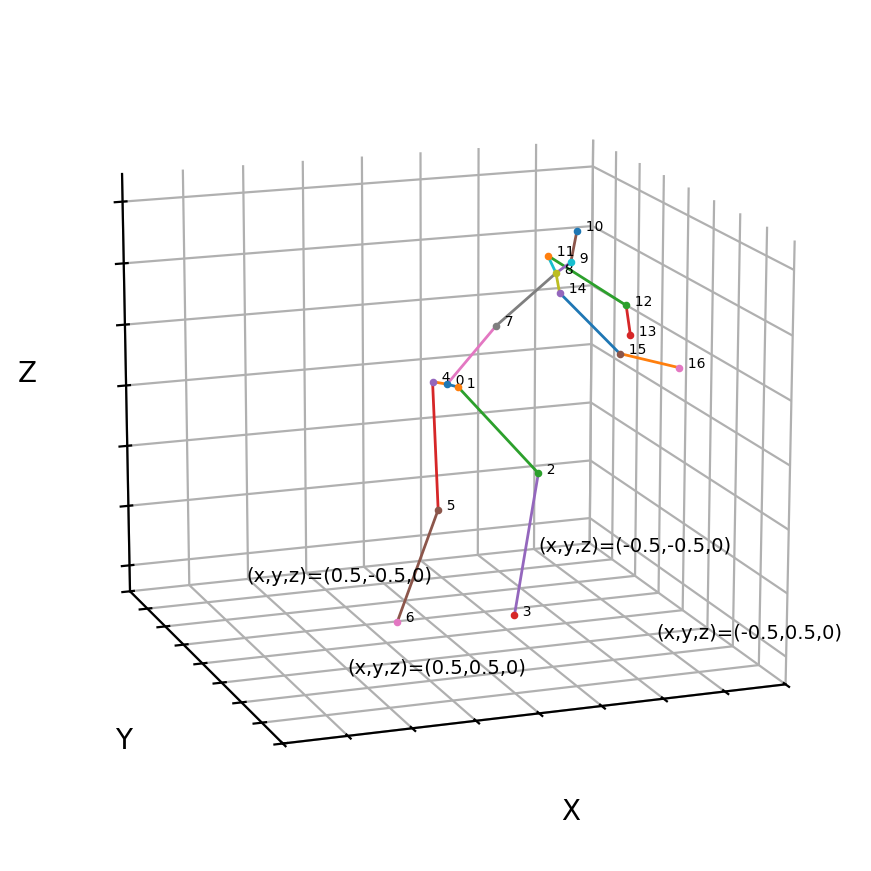 10
11
9
8
14
12
7
13
15
16
Z
4
0
1
2
5
(x,y,z)=(-0.5,-0.5,0)
(x,y,z)=(0.5,-0.5,0)
3
6
(x,y,z)=(-0.5,0.5,0)
(x,y,z)=(0.5,0.5,0)
Y
X